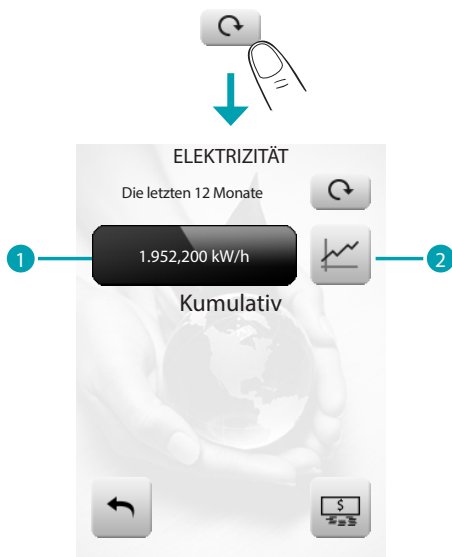 ELEKTRIZITÄT
Die letzten 12 Monate
1
1.952,200 kW/h
2
Kumulativ
$